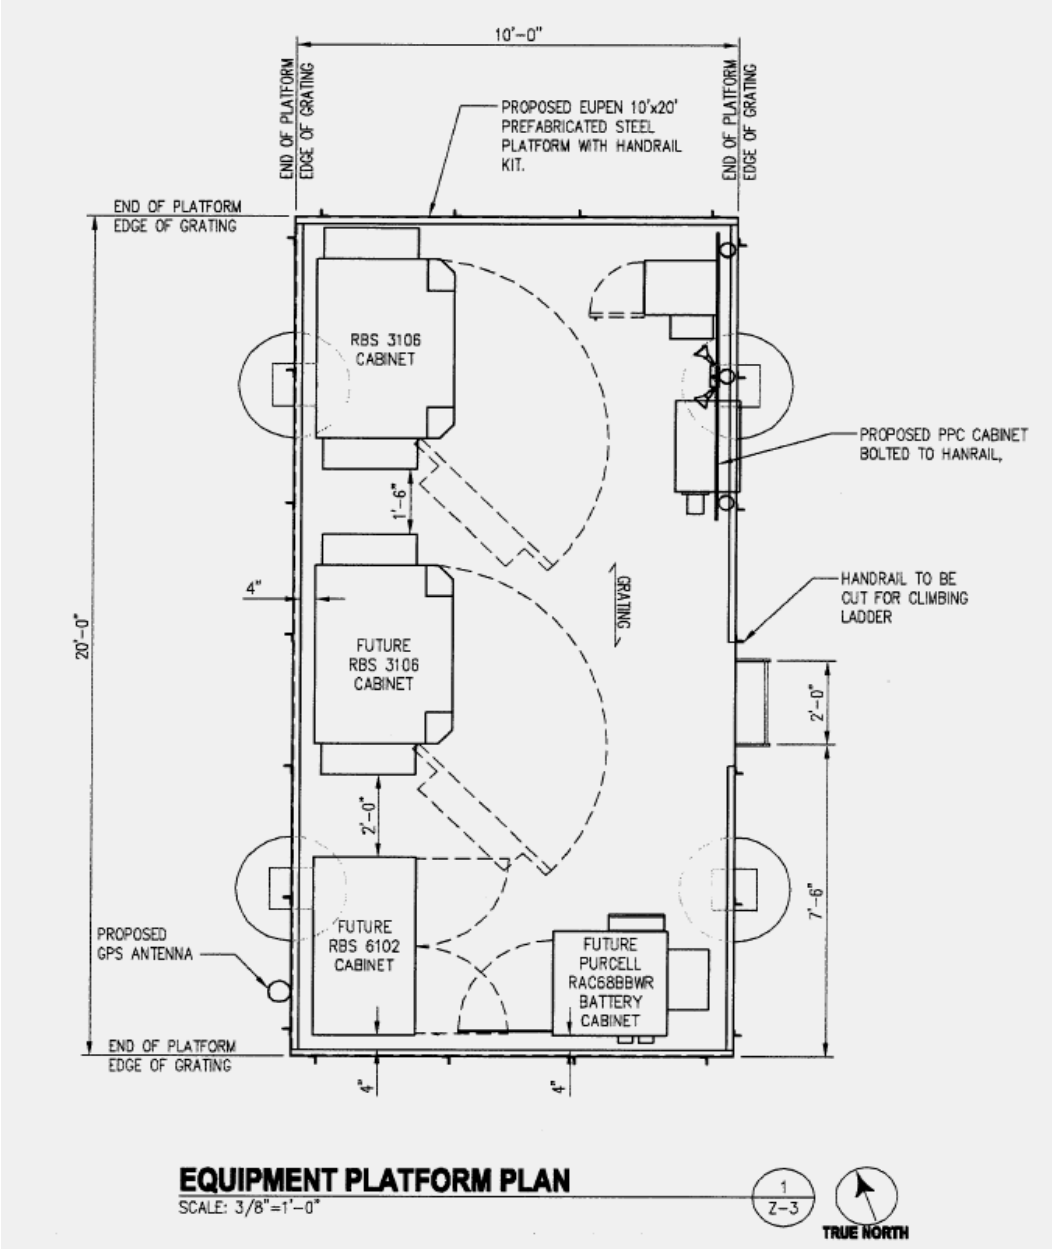 10'-0"
END OF PLATFORM
EDGE OF GRATING
END OF PLATFORM
EDGE OF GRATING
PROPOSED EUPEN 10'x20'
PREFABRICATED STEEL
PLATFORM WITH HANDRAIL
KIT.
END OF PLATFORM
EDGE OF GRATING
RBS 3106
CABINET
PROPOSED PPC CABINET
BOLTED TO HANRAIL,
1'-6"
4"
GRATING
HANDRAIL TO BE
CUT FOR CLIMBING
LADDER
20'-0"
FUTURE
RBS 3106
CABINET
2'-0"
2'-0"
7'-6"
PROPOSED
GPS ANTENNA
FUTURE
RBS 6102
CABINET
FUTURE
PURCELL
RAC68BBWR
BATTERY
CABINET
END OF PLATFORM
EDGE OF GRATING
4"
4"
EQUIPMENT PLATFORM PLAN
SCALE: 3/8"=1'-0"
1
Z-3
TRUE NORTH